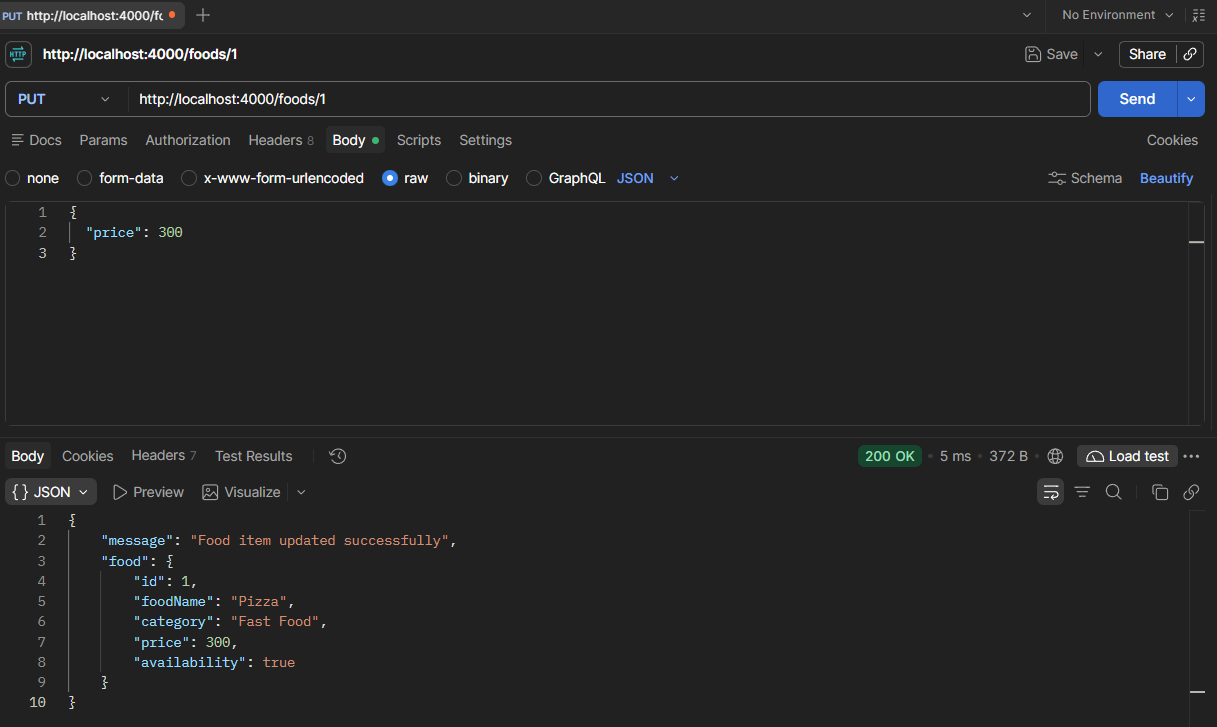 PUT http://localhost:4000/fc
No Environment
HTTP http://localhost:4000/foods/1
Save Share
PUT http://localhost:4000/foods/1 Send
Docs Params Authorization Headers 8 Body Scripts Settings Cookies
none form-data x-www-form-urlencoded raw binary GraphQL JSON Schema Beautify
1 {
2 "price": 300
3 }
Body Cookies Headers 7 Test Results 200 OK 5 ms 372 B Load test
{} JSON Preview Visualize
1 {
2 "message": "Food item updated successfully",
3 "food": {
4 "id": 1,
5 "foodName": "Pizza",
6 "category": "Fast Food",
7 "price": 300,
8 "availability": true
9 }
10 }